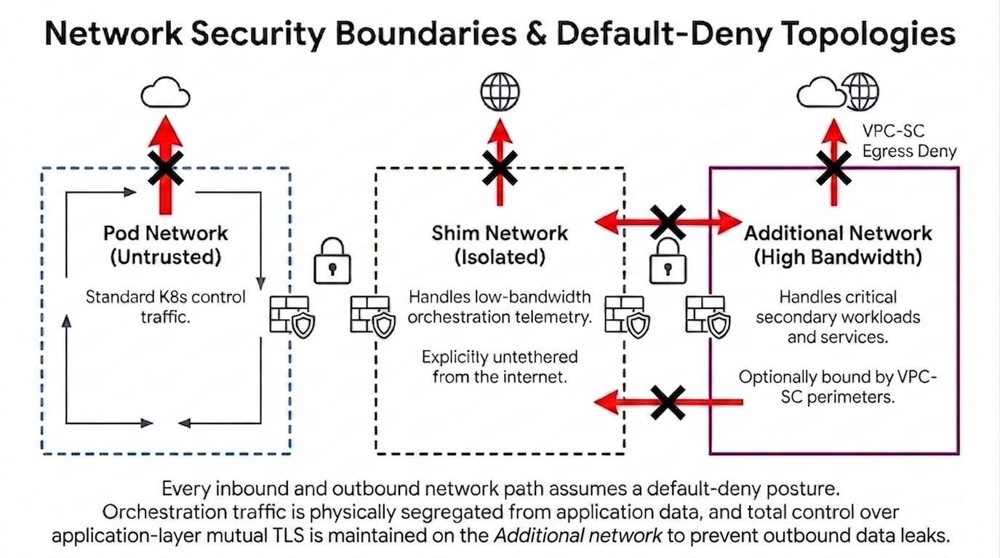 Network Security Boundaries & Default-Deny Topologies
VPC-SC
Egress Deny
Pod Network
(Untrusted)
Standard K8s control
traffic.
Shim Network
(Isolated)
Handles low-bandwidth
orchestration telemetry.
Explicitly untethered
from the internet.
Additional Network
(High Bandwidth)
Handles critical
secondary workloads
and services.
Optionally bound by VPC-
SC perimeters.
Every inbound and outbound network path assumes a default-deny posture.
Orchestration traffic is physically segregated from application data, and total control over
application-layer mutual TLS is maintained on the Additional network to prevent outbound data leaks.